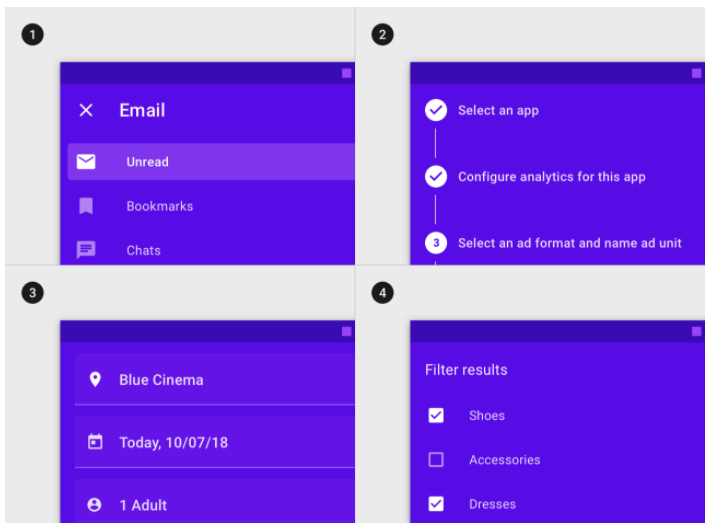 1
Email
Unread
Bookmarks
Chats
2
Select an app
Configure analytics for this app
3 Select an ad format and name ad unit
3
Blue Cinema
Today, 10/07/18
1 Adult
4
Filter results
Shoes
Accessories
Dresses